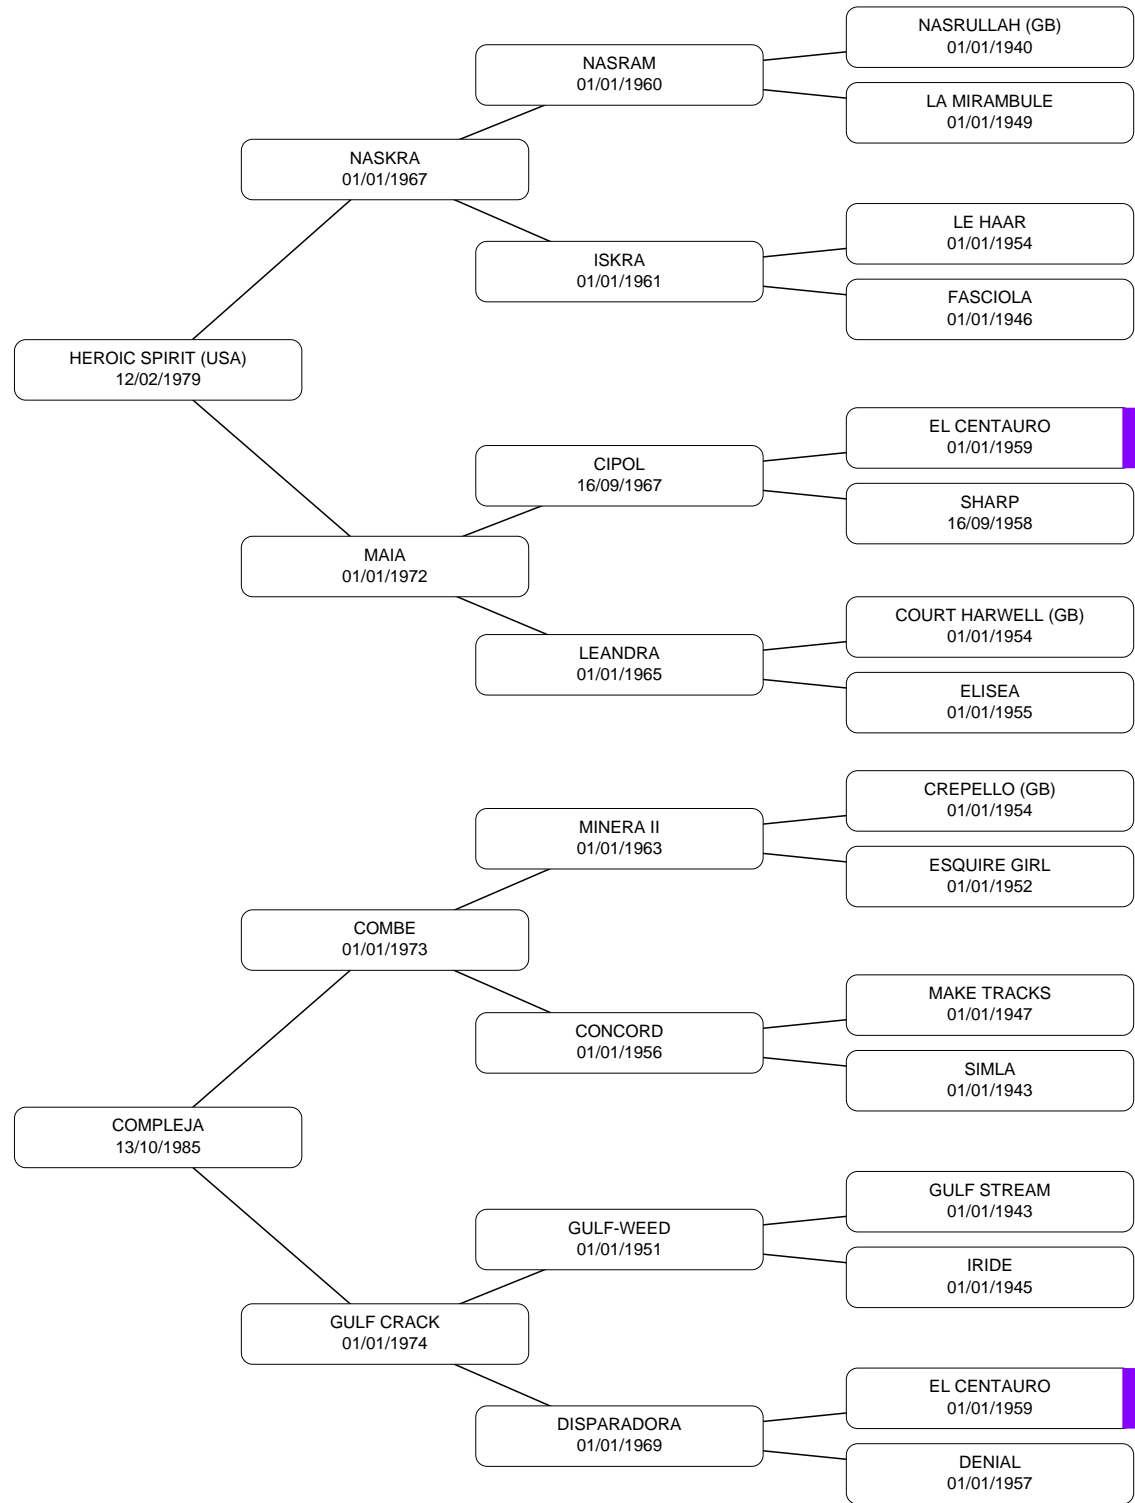 NASRULLAH (GB)
01/01/1940
NASRAM
01/01/1960
LA MIRAMBULE
01/01/1949
NASKRA
01/01/1967
LE HAAR
01/01/1954
ISKRA
01/01/1961
FASCIOLA
01/01/1946
HEROIC SPIRIT (USA)
12/02/1979
EL CENTAURO
01/01/1959
CIPOL
16/09/1967
SHARP
16/09/1958
MAIA
01/01/1972
COURT HARWELL (GB)
01/01/1954
LEANDRA
01/01/1965
ELISEA
01/01/1955
CREPELLO (GB)
01/01/1954
MINERA II
01/01/1963
ESQUIRE GIRL
01/01/1952
COMBE
01/01/1973
MAKE TRACKS
01/01/1947
CONCORD
01/01/1956
SIMLA
01/01/1943
COMPLEJA
13/10/1985
GULF STREAM
01/01/1943
GULF-WEED
01/01/1951
IRIDE
01/01/1945
GULF CRACK
01/01/1974
EL CENTAURO
01/01/1959
DISPARADORA
01/01/1969
DENIAL
01/01/1957